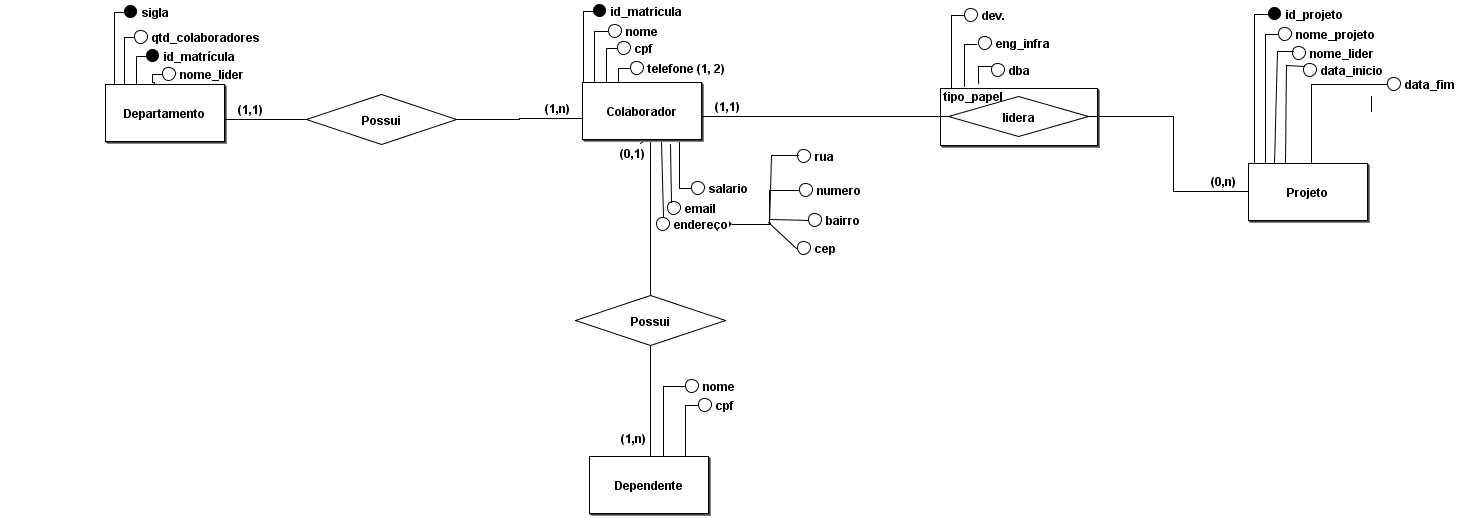 sigla
qtd_colaboradores
id_matrícula
nome_lider
Departamento
(1,1)
Possui
(1,n)
id_matricula
nome
cpf
telefone (1, 2)
Colaborador
(1,1)
(0,1)
salario
email
endereço
rua
numero
bairro
cep
dev.
eng_infra
dba
tipo_papel
lidera
(0,n)
id_projeto
nome_projeto
nome_lider
data_inicio
data_fim
Projeto
Possui
(1,n)
nome
cpf
Dependente